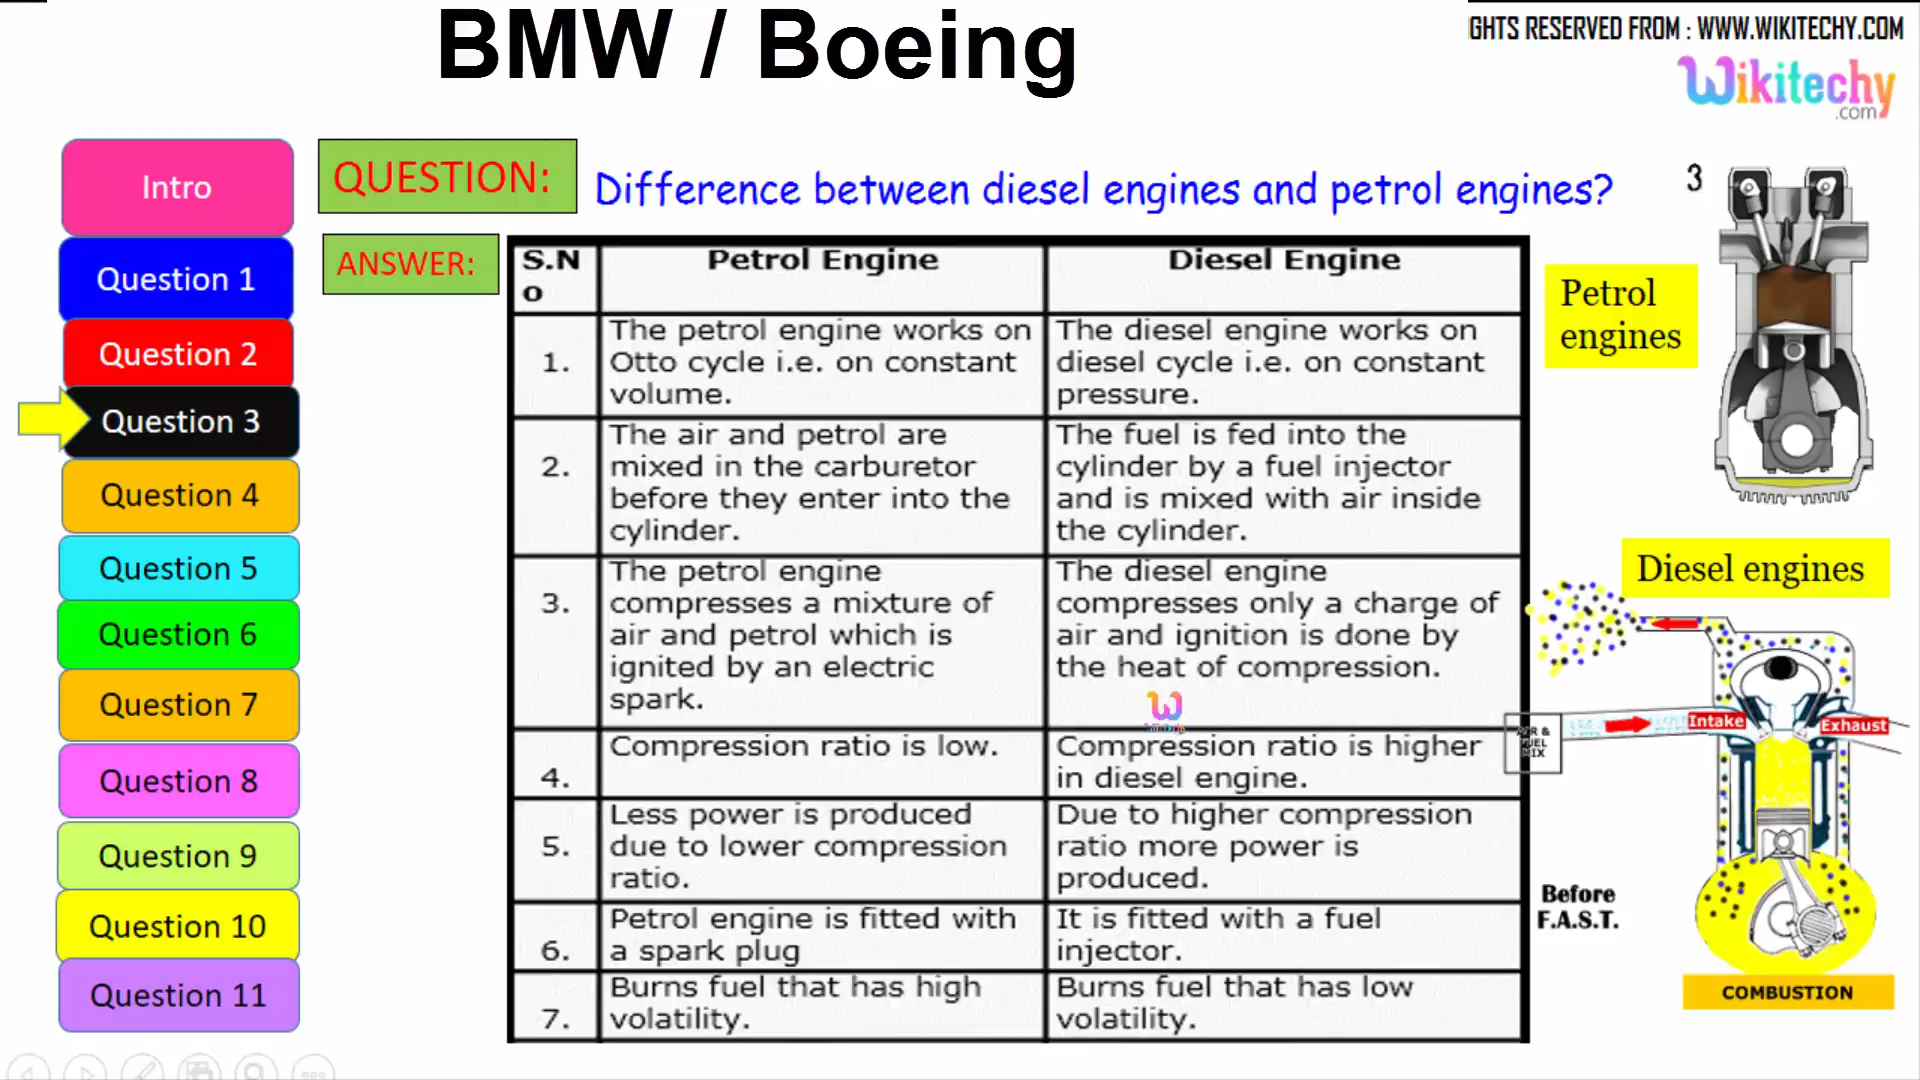 BMW / Boeing
GHTS RESERVED FROM : WWW.WIKITECHY.COM
Wikitechy
.com
Intro
Question 1
Question 2
Question 3
Question 4
Question 5
Question 6
Question 7
Question 8
Question 9
Question 10
Question 11
QUESTION:
Difference between diesel engines and petrol engines?
ANSWER:
S.N
o
Petrol Engine
Diesel Engine
1.
The petrol engine works on
Otto cycle i.e. on constant
volume.
The diesel engine works on
diesel cycle i.e. on constant
pressure.
2.
The air and petrol are
mixed in the carburetor
before they enter into the
cylinder.
The fuel is fed into the
cylinder by a fuel injector
and is mixed with air inside
the cylinder.
3.
The petrol engine
compresses a mixture of
air and petrol which is
ignited by an electric
spark.
The diesel engine
compresses only a charge of
air and ignition is done by
the heat of compression.
4.
Compression ratio is low.
Compression ratio is higher
in diesel engine.
5.
Less power is produced
due to lower compression
ratio.
Due to higher compression
ratio more power is
produced.
6.
Petrol engine is fitted with
a spark plug
It is fitted with a fuel
injector.
7.
Burns fuel that has high
volatility.
Burns fuel that has low
volatility.
3
Petrol
engines
Diesel engines
Intake
Exhaust
AIR &
FUEL
MIX
Before
F.A.S.T.
COMBUSTION